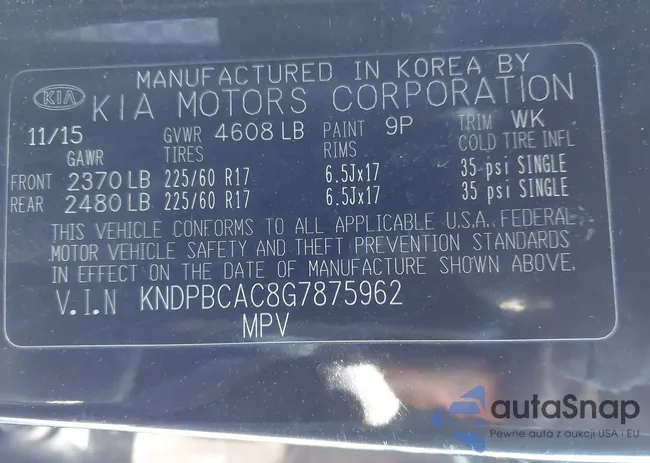 MANUFACTURED IN KOREA BY
KIA KIA MOTORS CORPORATION
11/15 GVWR 4608 LB PAINT 9P TRIM WK
GAWR TIRES RIMS COLD TIRE INFL
FRONT 2370 LB 225/60 R17 6.5Jx17 35 psi SINGLE
REAR 2480 LB 225/60 R17 6.5Jx17 35 psi SINGLE
THIS VEHICLE CONFORMS TO ALL APPLICABLE U.S.A. FEDERAL
MOTOR VEHICLE SAFETY AND THEFT PREVENTION STANDARDS
IN EFFECT ON THE DATE OF MANUFACTURE SHOWN ABOVE.
V.I.N KNDPBCAC8G7875962
MPV
autaSnap
Pewne auta z aukcji USA i EU